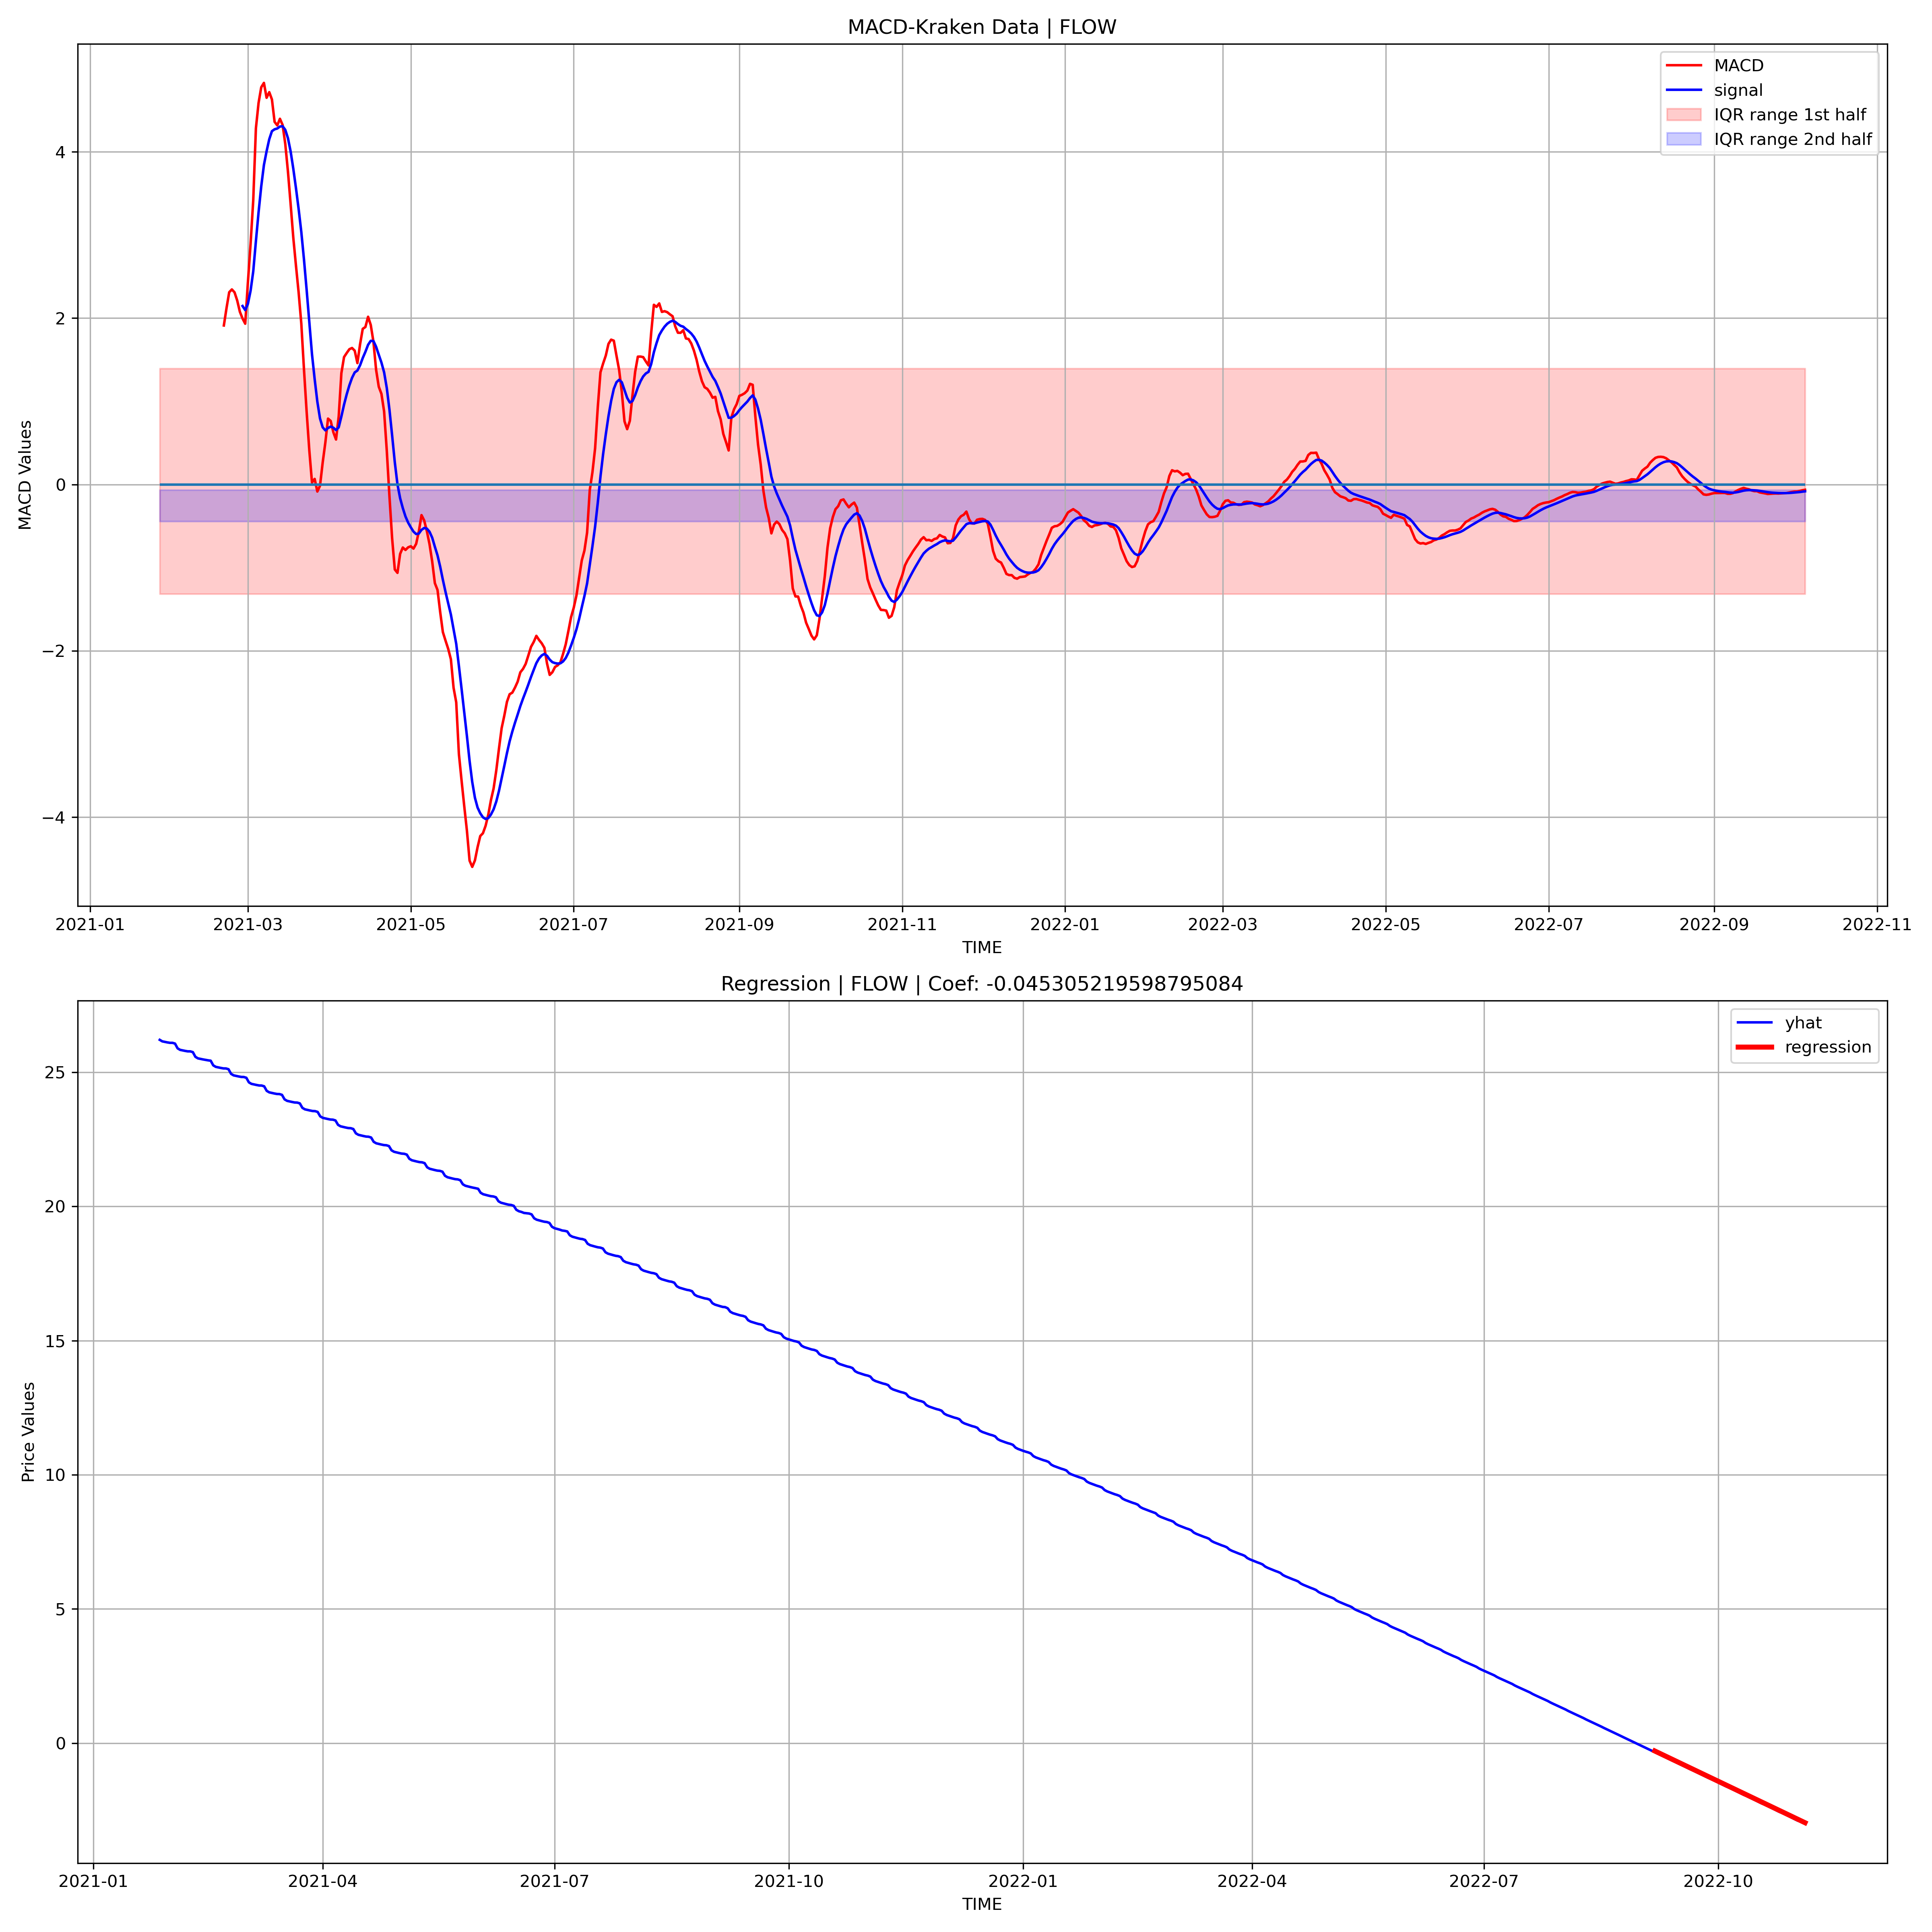 MACD-Kraken Data | FLOW
MACD
signal
IQR range 1st half
IQR range 2nd half
MACD Values
4
2
0
−2
−4
2021-01 2021-03 2021-05 2021-07 2021-09 2021-11 2022-01 2022-03 2022-05 2022-07 2022-09 2022-11
TIME
Regression | FLOW | Coef: -0.045305219598795084
yhat
regression
Price Values
25
20
15
10
5
0
2021-01 2021-04 2021-07 2021-10 2022-01 2022-04 2022-07 2022-10
TIME